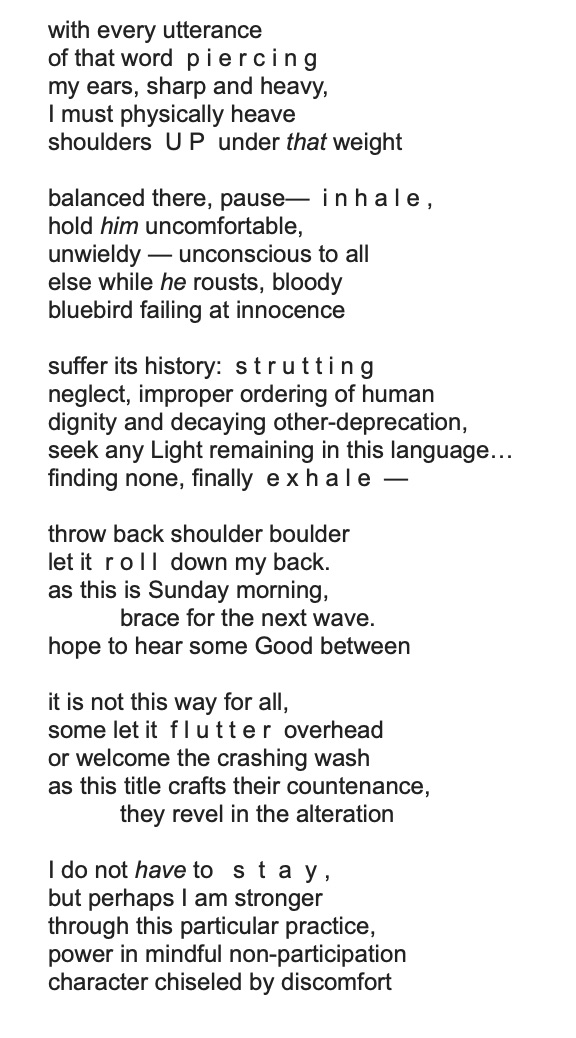 with every utterance
of that word  p i e r c i n g
my ears, sharp and heavy,
I must physically heave
shoulders  U P  under that weight

balanced there, pause—  i n h a l e ,
hold him uncomfortable,
unwieldy — unconscious to all
else while he rousts, bloody
bluebird failing at innocence

suffer its history:  s t r u t t i n g
neglect, improper ordering of human
dignity and decaying other-deprecation,
seek any Light remaining in this language…
finding none, finally  e x h a l e  —

throw back shoulder boulder
let it  r o l l  down my back.
as this is Sunday morning,
brace for the next wave.
hope to hear some Good between

it is not this way for all,
some let it  f l u t t e r  overhead
or welcome the crashing wash
as this title crafts their countenance,
they revel in the alteration

I do not have to   s  t  a  y ,
but perhaps I am stronger
through this particular practice,
power in mindful non-participation
character chiseled by discomfort